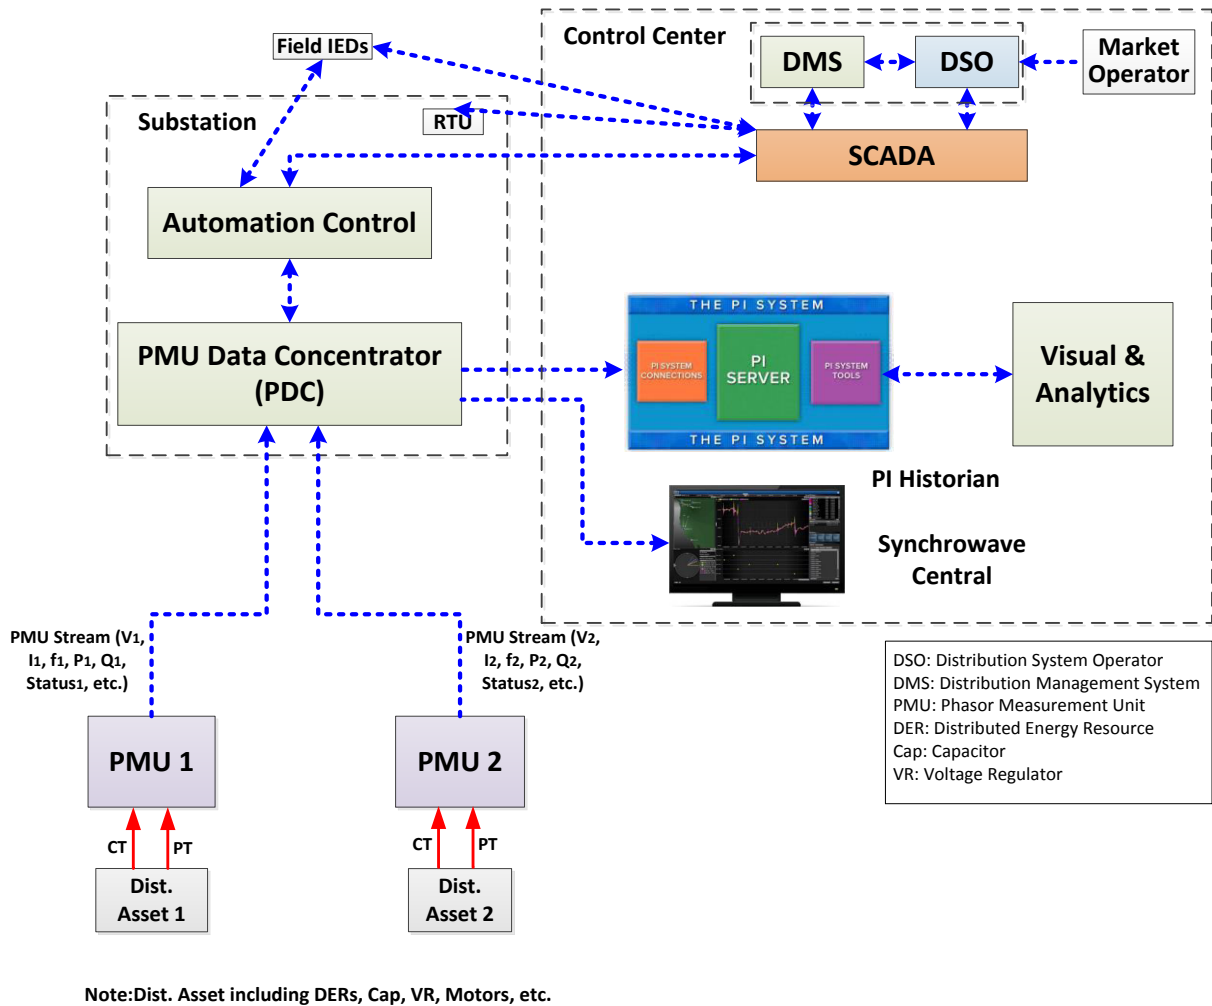 Control Center
Field IEDs
DMS
DSO
Market
Operator
Substation
RTU
SCADA
Automation Control
PMU Data Concentrator
(PDC)
THE PI SYSTEM
PI SYSTEM
CONNECTIONS
PI
SERVER
PI SYSTEM
TOOLS
THE PI SYSTEM
Visual &
Analytics
PI Historian
Synchrowave
Central
PMU Stream (V1,
I1, f1, P1, Q1,
Status1, etc.)
PMU Stream (V2,
I2, f2, P2, Q2,
Status2, etc.)
DSO: Distribution System Operator
DMS: Distribution Management System
PMU: Phasor Measurement Unit
DER: Distributed Energy Resource
Cap: Capacitor
VR: Voltage Regulator
PMU 1
PMU 2
CT
PT
CT
PT
Dist.
Asset 1
Dist.
Asset 2
Note:Dist. Asset including DERs, Cap, VR, Motors, etc.